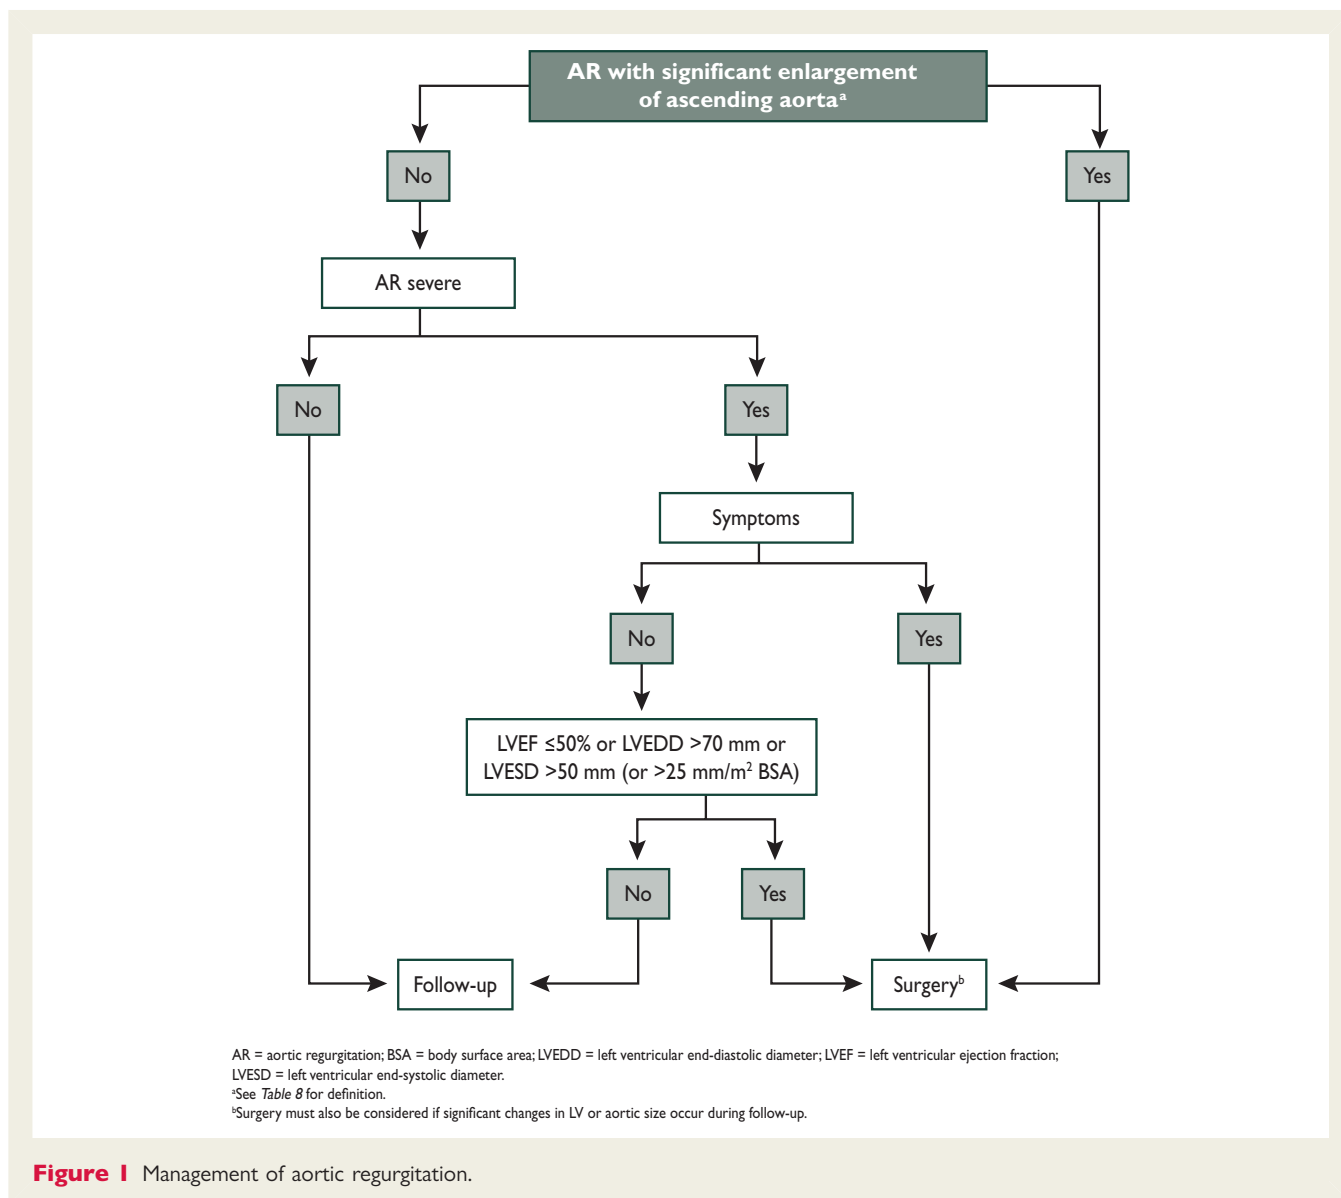 AR with significant enlargement
of ascending aortaᵃ
No
Yes
AR severe
No
Yes
Symptoms
No
Yes
LVEF ≤50% or LVEDD >70 mm or
LVESD >50 mm (or >25 mm/m² BSA)
No
Yes
Follow-up
Surgeryᵇ
AR = aortic regurgitation; BSA = body surface area; LVEDD = left ventricular end-diastolic diameter; LVEF = left ventricular ejection fraction;
LVESD = left ventricular end-systolic diameter.
ᵃSee Table 8 for definition.
ᵇSurgery must also be considered if significant changes in LV or aortic size occur during follow-up.
Figure 1 Management of aortic regurgitation.